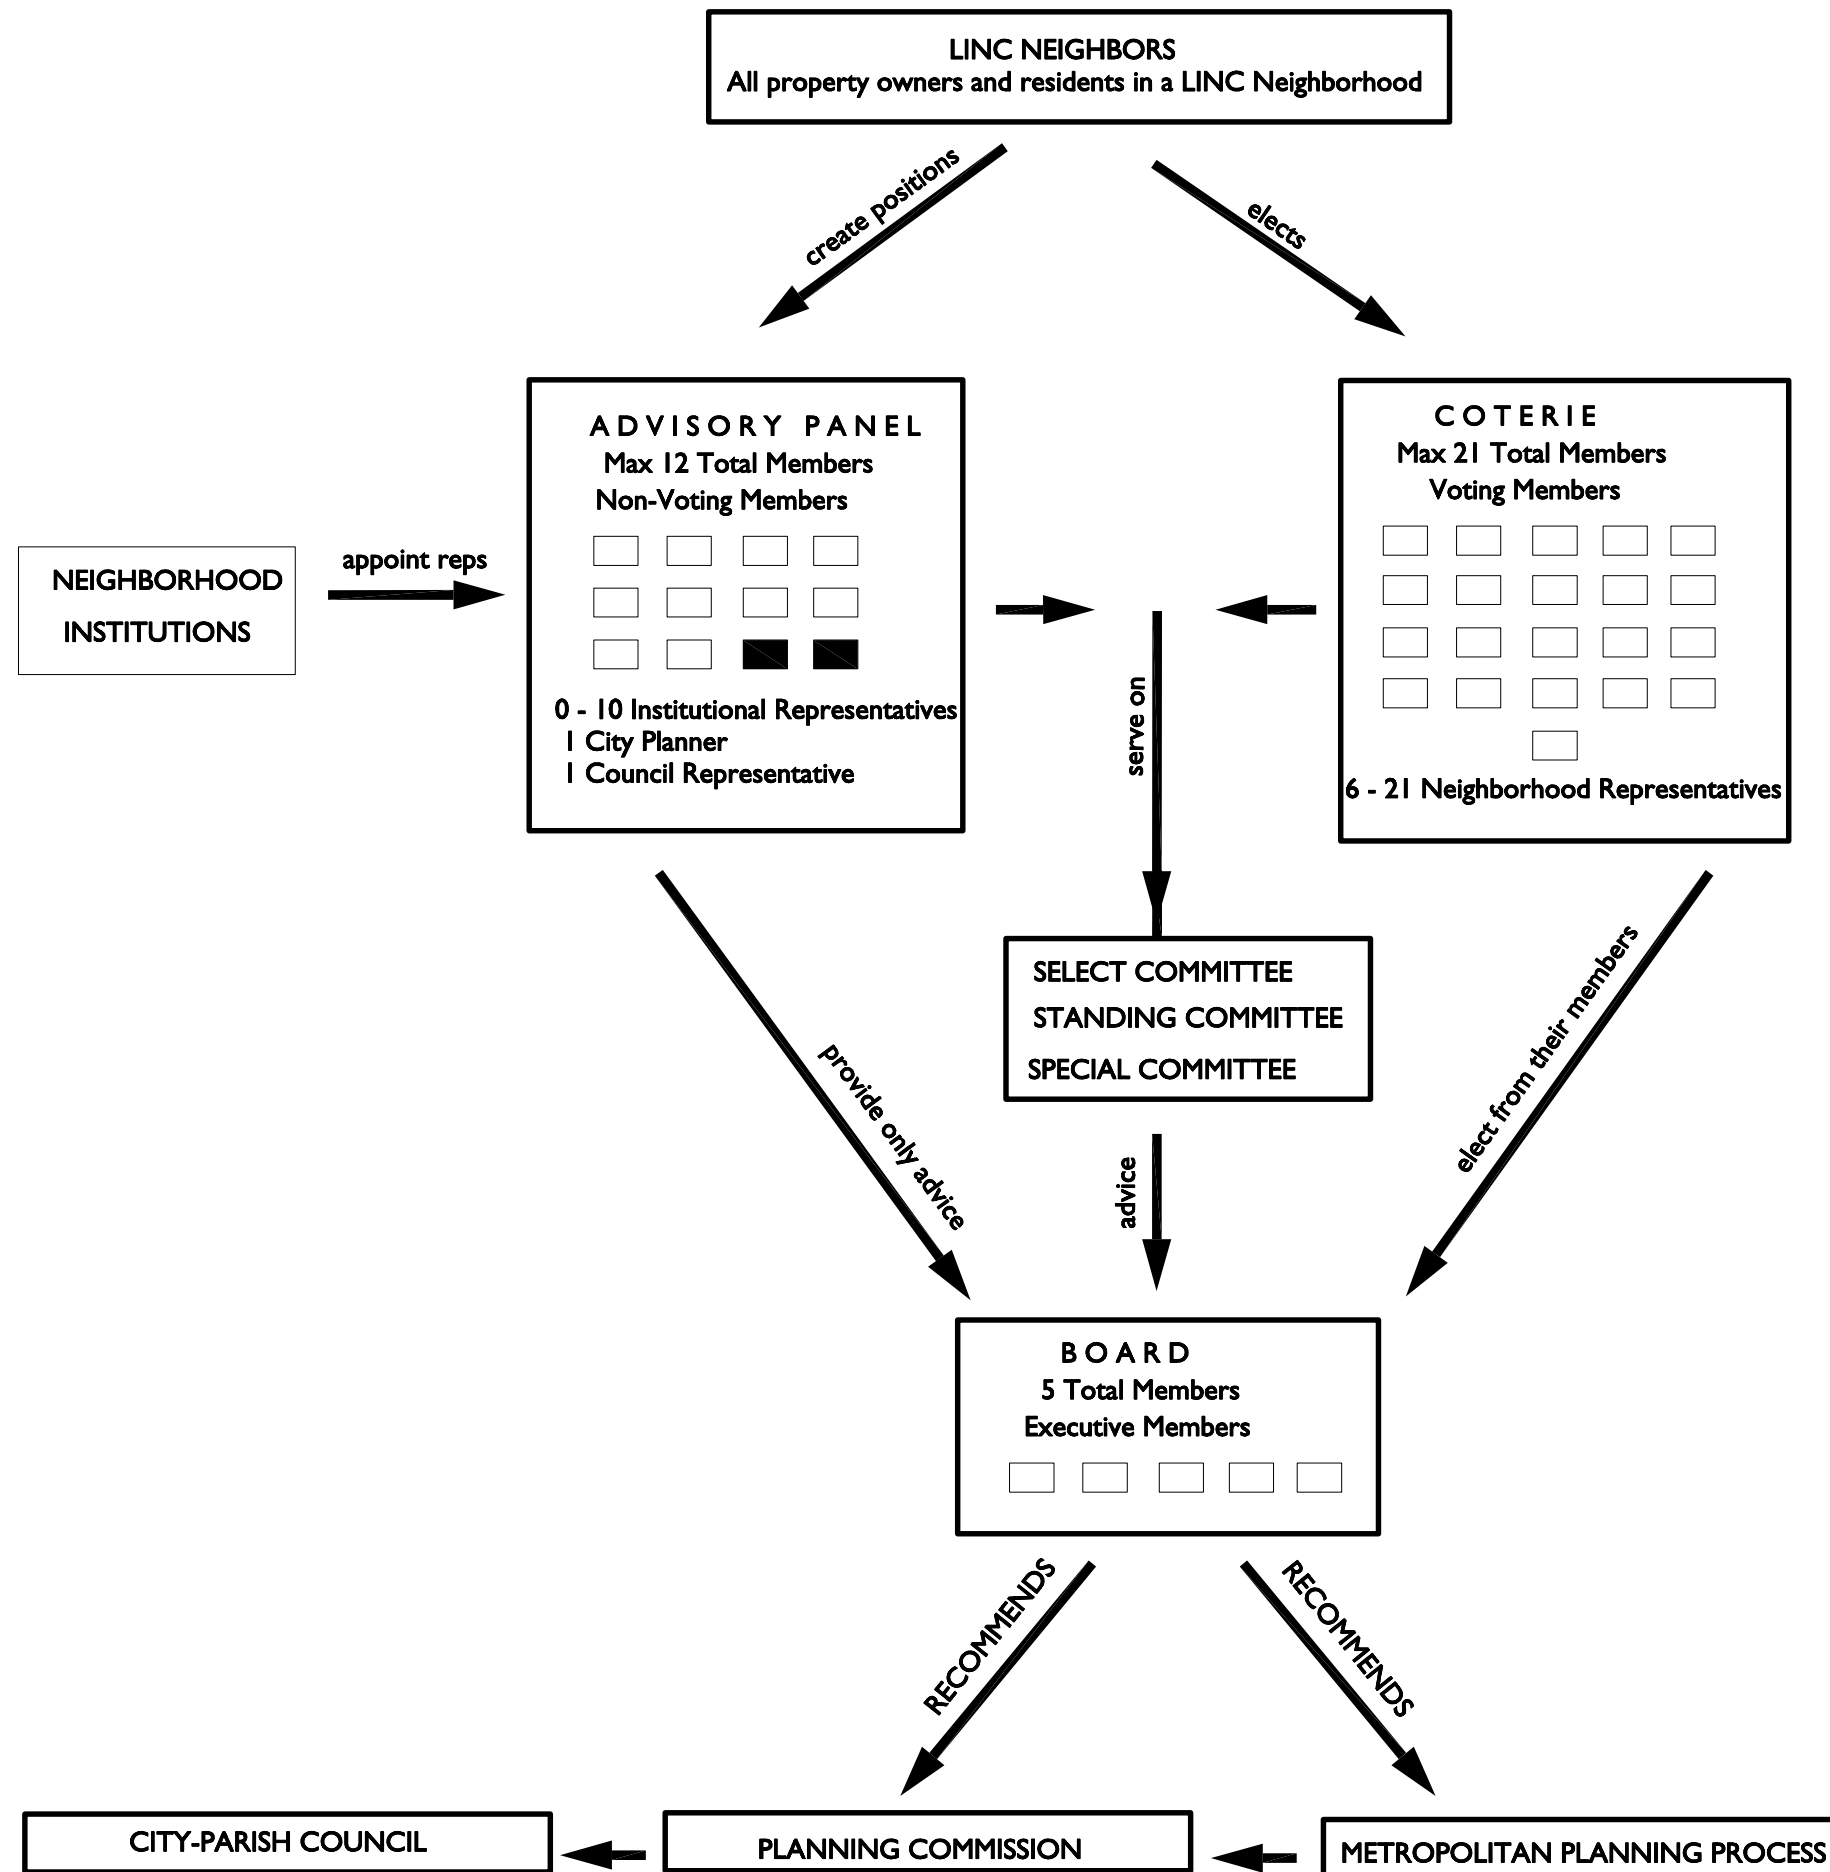 LINC NEIGHBORS
All property owners and residents in a LINC Neighborhood
create positions
elects
ADVISORY PANEL
Max 12 Total Members
Non-Voting Members
0 - 10 Institutional Representatives
1 City Planner
1 Council Representative
COTERIE
Max 21 Total Members
Voting Members
6 - 21 Neighborhood Representatives
NEIGHBORHOOD
INSTITUTIONS
appoint reps
serve on
SELECT COMMITTEE
STANDING COMMITTEE
SPECIAL COMMITTEE
provide only advice
advice
elect from their members
BOARD
5 Total Members
Executive Members
RECOMMENDS
RECOMMENDS
CITY-PARISH COUNCIL
PLANNING COMMISSION
METROPOLITAN PLANNING PROCESS